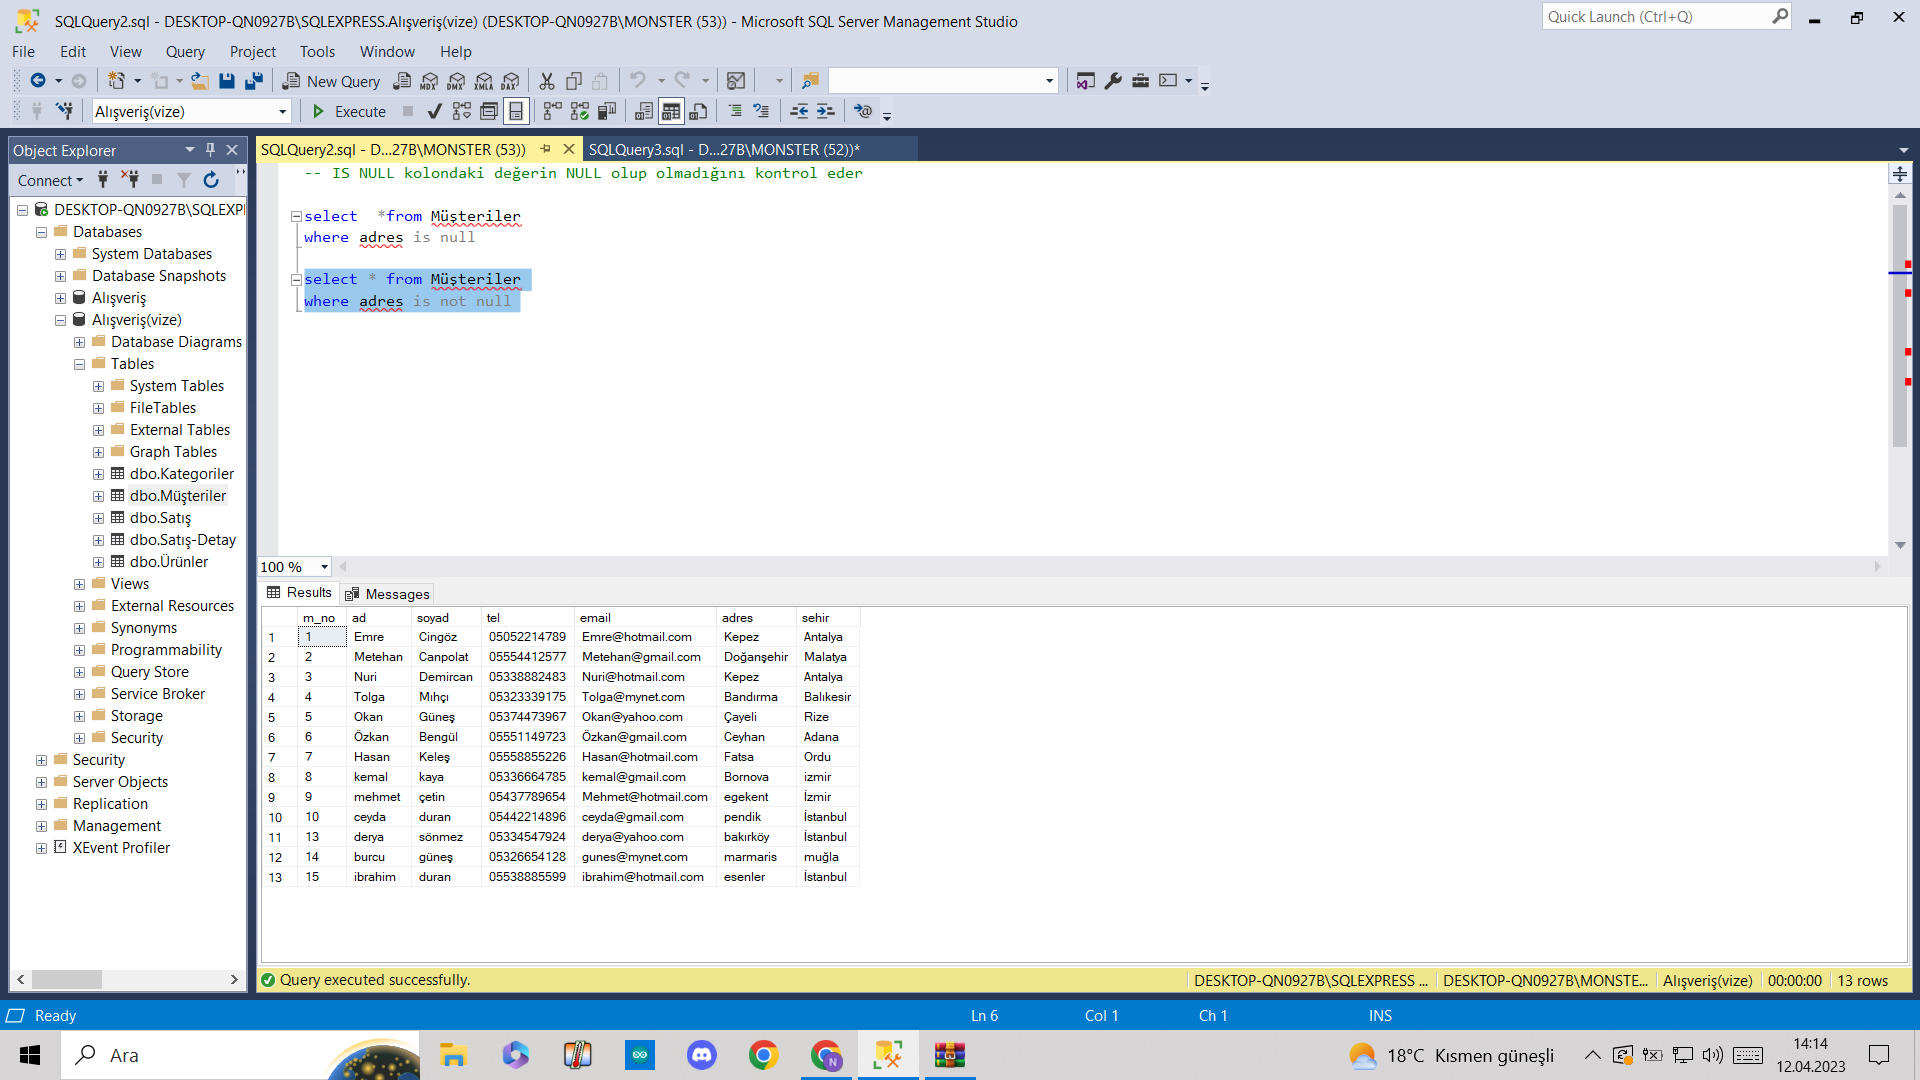 SQLQuery2.sql - DESKTOP-QN0927B\SQLEXPRESS.Alışveriş(vize) (DESKTOP-QN0927B\MONSTER (53)) - Microsoft SQL Server Management Studio
Quick Launch (Ctrl+Q)
File Edit View Query Project Tools Window Help
New Query MDX DMX XMLA DAX
Alışveriş(vize) Execute
Object Explorer
Connect
DESKTOP-QN0927B\SQLEXPI
Databases
System Databases
Database Snapshots
Alışveriş
Alışveriş(vize)
Database Diagrams
Tables
System Tables
FileTables
External Tables
Graph Tables
dbo.Kategoriler
dbo.Müşteriler
dbo.Satış
dbo.Satış-Detay
dbo.Ürünler
Views
External Resources
Synonyms
Programmability
Query Store
Service Broker
Storage
Security
Security
Server Objects
Replication
Management
XEvent Profiler
SQLQuery2.sql - D...27B\MONSTER (53)) SQLQuery3.sql - D...27B\MONSTER (52))*
-- IS NULL kolondaki değerin NULL olup olmadığını kontrol eder
select *from Müşteriler
where adres is null
select * from Müşteriler
where adres is not null
100 %
Results Messages
m_no ad soyad tel email adres sehir
1 1 Emre Cingöz 05052214789 Emre@hotmail.com Kepez Antalya
2 2 Metehan Canpolat 05554412577 Metehan@gmail.com Doğanşehir Malatya
3 3 Nuri Demircan 05338882483 Nuri@hotmail.com Kepez Antalya
4 4 Tolga Mıhçı 05323339175 Tolga@mynet.com Bandırma Balıkesir
5 5 Okan Güneş 05374473967 Okan@yahoo.com Çayeli Rize
6 6 Özkan Bengül 05551149723 Özkan@gmail.com Ceyhan Adana
7 7 Hasan Keleş 05558855226 Hasan@hotmail.com Fatsa Ordu
8 8 kemal kaya 05336664785 kemal@gmail.com Bornova izmir
9 9 mehmet çetin 05437789654 Mehmet@hotmail.com egekent İzmir
10 10 ceyda duran 05442214896 ceyda@gmail.com pendik İstanbul
11 13 derya sönmez 05334547924 derya@yahoo.com bakırköy İstanbul
12 14 burcu güneş 05326654128 gunes@mynet.com marmaris muğla
13 15 ibrahim duran 05538885599 ibrahim@hotmail.com esenler İstanbul
Query executed successfully. DESKTOP-QN0927B\SQLEXPRESS ... DESKTOP-QN0927B\MONSTE... Alışveriş(vize) 00:00:00 13 rows
Ready Ln 6 Col 1 Ch 1 INS
Ara N 18°C Kısmen güneşli 14:14
12.04.2023